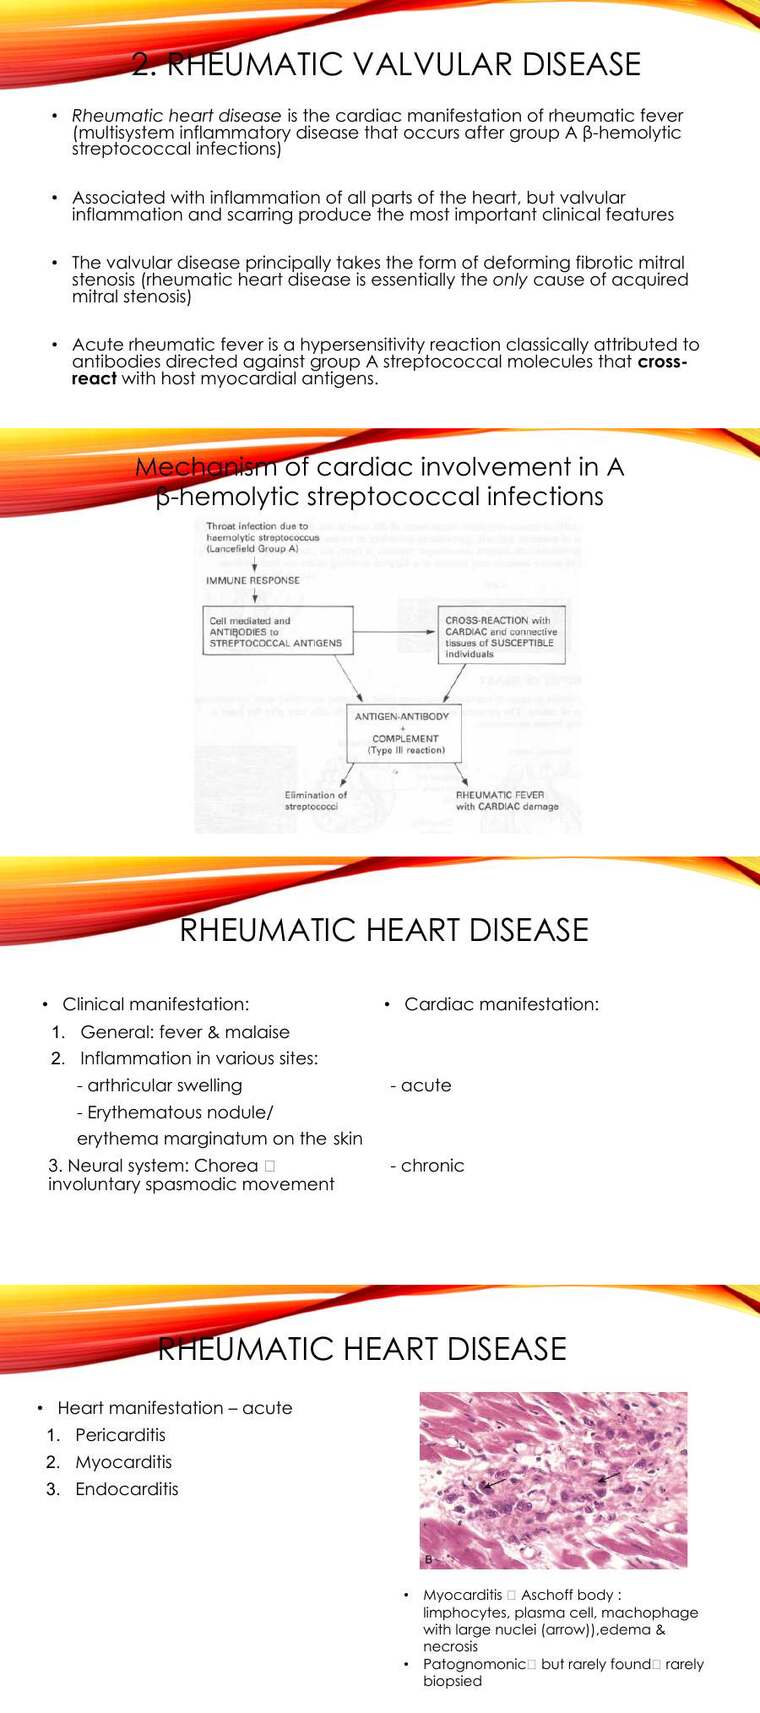 2. RHEUMATIC VALVULAR DISEASE
• Rheumatic heart disease is the cardiac manifestation of rheumatic fever
(multisystem inflammatory disease that occurs after group A β-hemolytic
streptococcal infections)
• Associated with inflammation of all parts of the heart, but valvular
inflammation and scarring produce the most important clinical features
• The valvular disease principally takes the form of deforming fibrotic mitral
stenosis (rheumatic heart disease is essentially the only cause of acquired
mitral stenosis)
• Acute rheumatic fever is a hypersensitivity reaction classically attributed to
antibodies directed against group A streptococcal molecules that cross-
react with host myocardial antigens.
Mechanism of cardiac involvement in A
β-hemolytic streptococcal infections
Throat infection due to
haemolytic streptococcus
(Lancefield Group A)
IMMUNE RESPONSE
Cell mediated and
ANTIBODIES to
STREPTOCOCCAL ANTIGENS
CROSS-REACTION with
CARDIAC and connective
tissues of SUSCEPTIBLE
individuals
ANTIGEN-ANTIBODY
+
COMPLEMENT
(Type III reaction)
Elimination of
streptococci
RHEUMATIC FEVER
with CARDIAC damage
RHEUMATIC HEART DISEASE
• Clinical manifestation:
1. General: fever & malaise
2. Inflammation in various sites:
- arthricular swelling
- Erythematous nodule/
erythema marginatum on the skin
3. Neural system: Chorea □
involuntary spasmodic movement
• Cardiac manifestation:
- acute
- chronic
RHEUMATIC HEART DISEASE
• Heart manifestation – acute
1. Pericarditis
2. Myocarditis
3. Endocarditis
B
• Myocarditis □ Aschoff body :
limphocytes, plasma cell, machophage
with large nuclei (arrow)),edema &
necrosis
• Patognomonic□ but rarely found□ rarely
biopsied